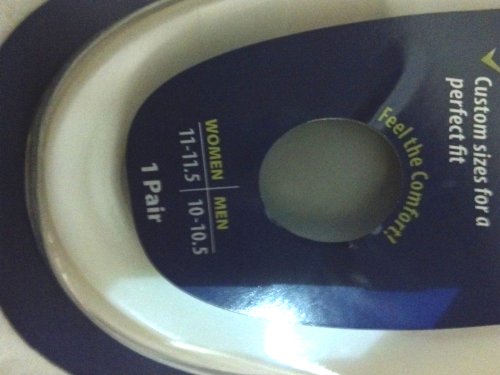 Custom sizes for a
perfect fit
Feel the Comfort!
WOMEN MEN
11-11.5 10-10.5
1 Pair